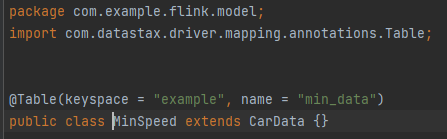 package com.example.flink.model;
import com.datastax.driver.mapping.annotations.Table;
@Table(keyspace = "example", name = "min_data")
public class MinSpeed extends CarData {}